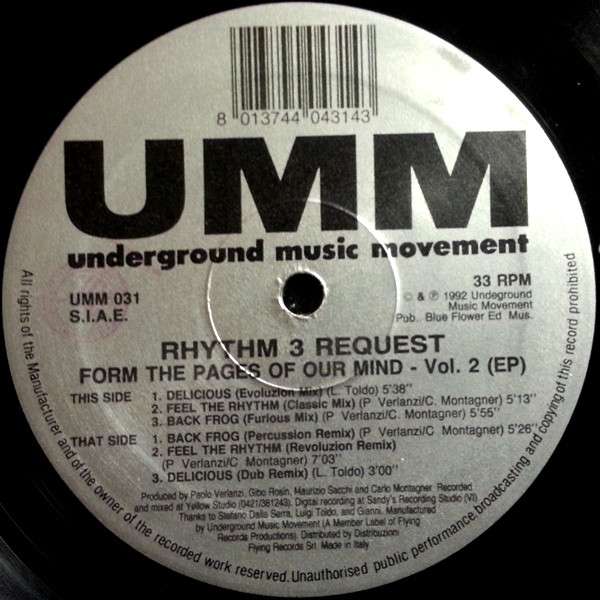 8 013744 043143
UMM
underground music movement
UMM 031
S.I.A.E.
33 RPM
© & ℗ 1992 Undeground
Music Movement
Pub. Blue Flower Ed Mus.
RHYTHM 3 REQUEST
FORM THE PAGES OF OUR MIND - Vol. 2 (EP)
THIS SIDE 1. DELICIOUS (Evoluzion Mix) (L. Toldo) 5'38"
2. FEEL THE RHYTHM (Classic Mix) (P Verlanzi/C. Montagner) 5'13"
3. BACK FROG (Furious Mix) (P Verlanzi/C. Montagner) 5'55"
THAT SIDE 1. BACK FROG (Percussion Remix) (P. Verlanzi/C. Montagner) 5'26"
2. FEEL THE RHYTHM (Revoluzion Remix)
(P Verlanzi/C Montagner) 7'03"
3. DELICIOUS (Dub Remix) (L. Toldo) 3'00"
Produced by Paolo Verlanzi, Gibo Rosin, Maurizio Sacchi and Carlo Montagner Recorded
and mixed at Yellow Studio (0421/381243). Digital recording at Sandy's Recording Studio (VI)
Thanks to Stefano Dalla Serra, Luigi Toldo, and Gianni. Manufactured
by Underground Music Movement (A Member Label of Flying
Records Productions). Distributed by Distribuzioni
Flying Records Srl. Made in Italy
All rights of the Manufacturer and of the owner of the recorded work reserved. Unauthorised public performance, broadcasting and copying of this record prohibited